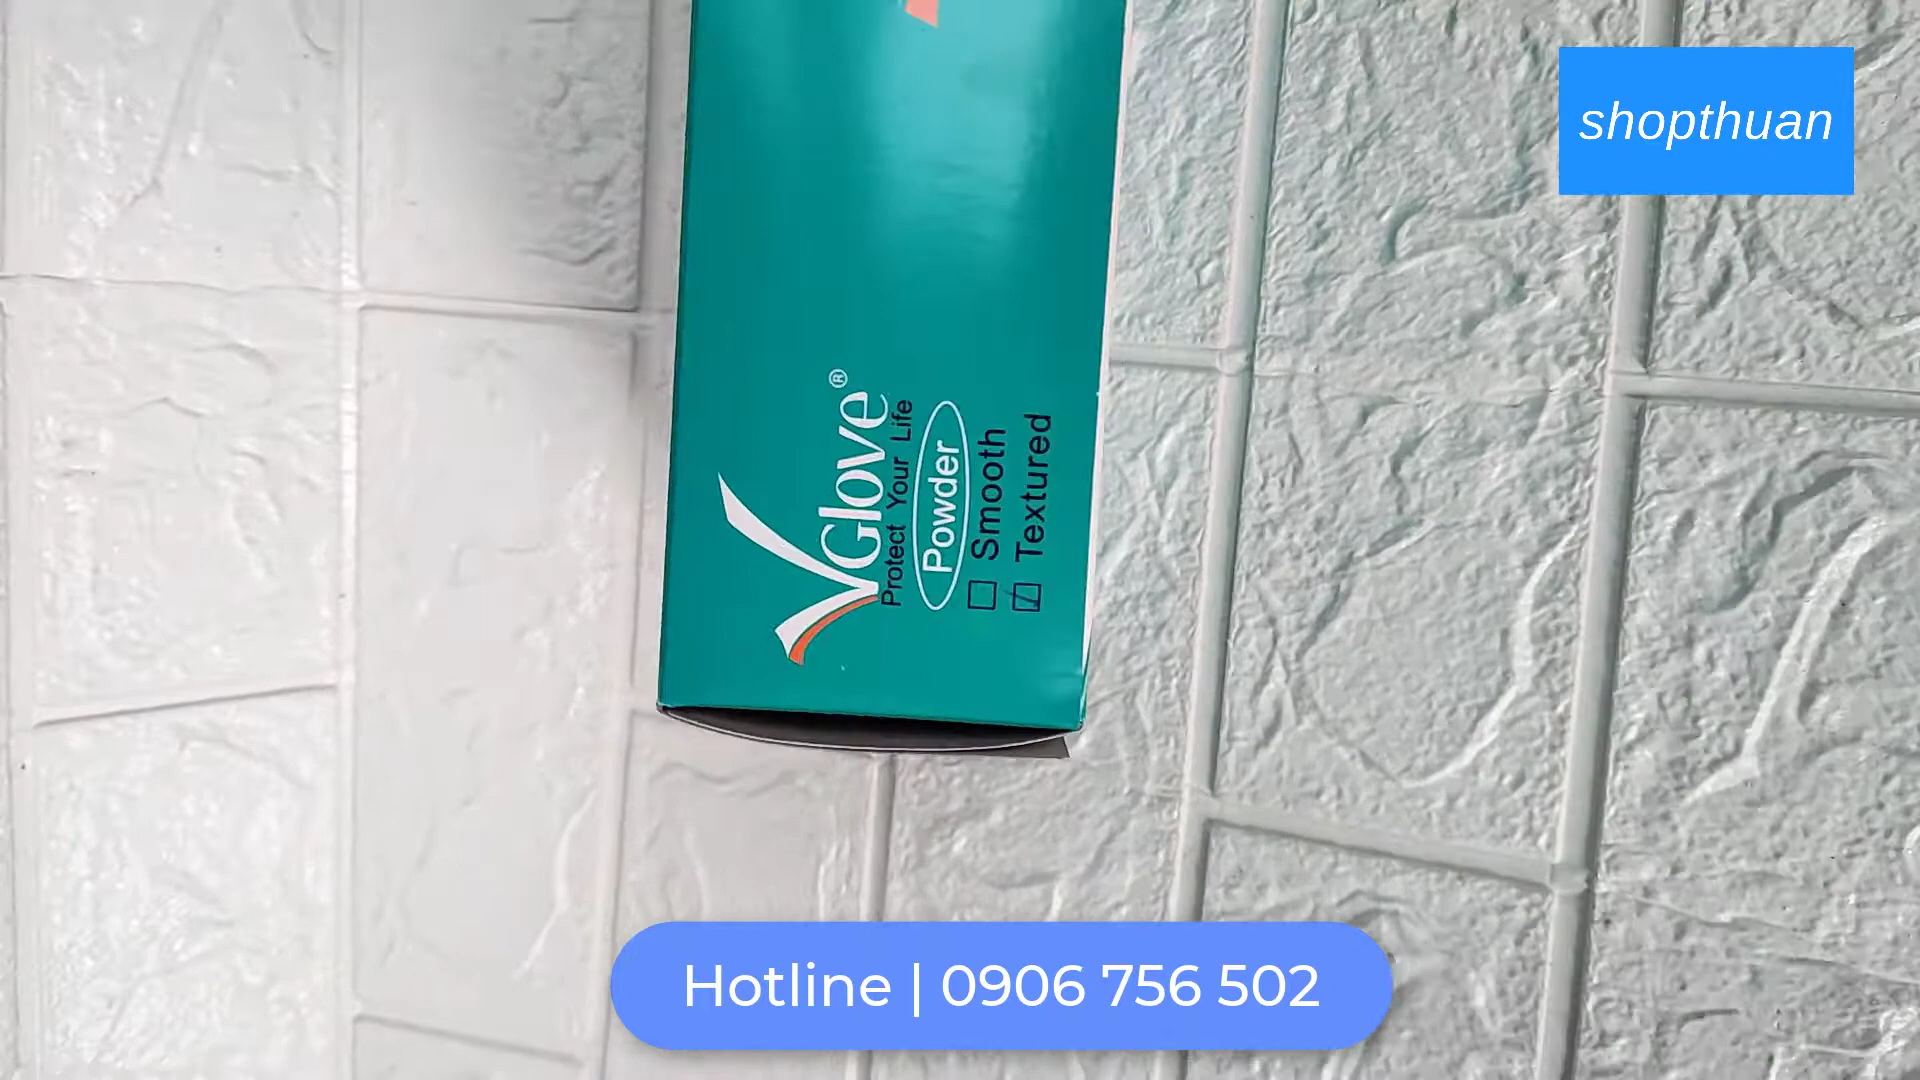 shopthuan
VGlove®
Protect Your Life
Powder
Smooth
Textured
Hotline | 0906 756 502